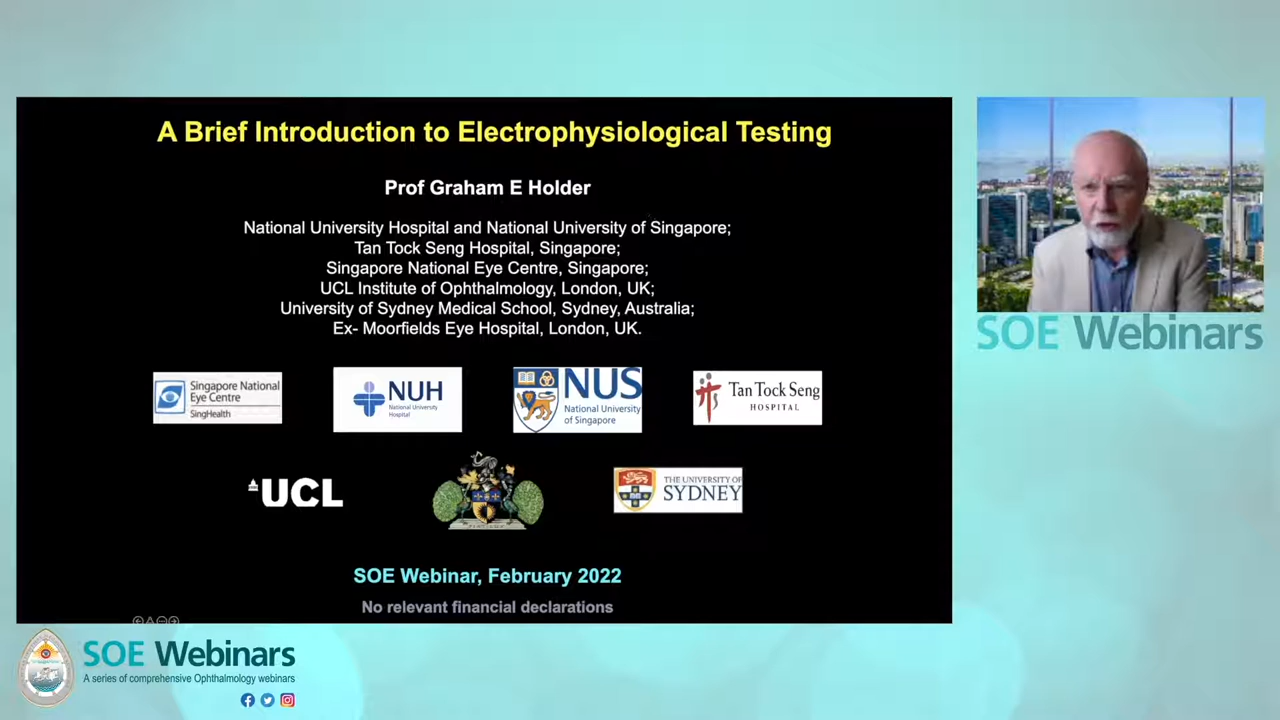 A Brief Introduction to Electrophysiological Testing
Prof Graham E Holder
National University Hospital and National University of Singapore;
Tan Tock Seng Hospital, Singapore;
Singapore National Eye Centre, Singapore;
UCL Institute of Ophthalmology, London, UK;
University of Sydney Medical School, Sydney, Australia;
Ex- Moorfields Eye Hospital, London, UK.
Singapore National
Eye Centre
SingHealth
NUH
National University
Hospital
NUS
National University
of Singapore
Tan Tock Seng
HOSPITAL
UCL
THE UNIVERSITY OF
SYDNEY
SOE Webinar, February 2022
No relevant financial declarations
SOE Webinars
SOE Webinars
A series of comprehensive Ophthalmology webinars